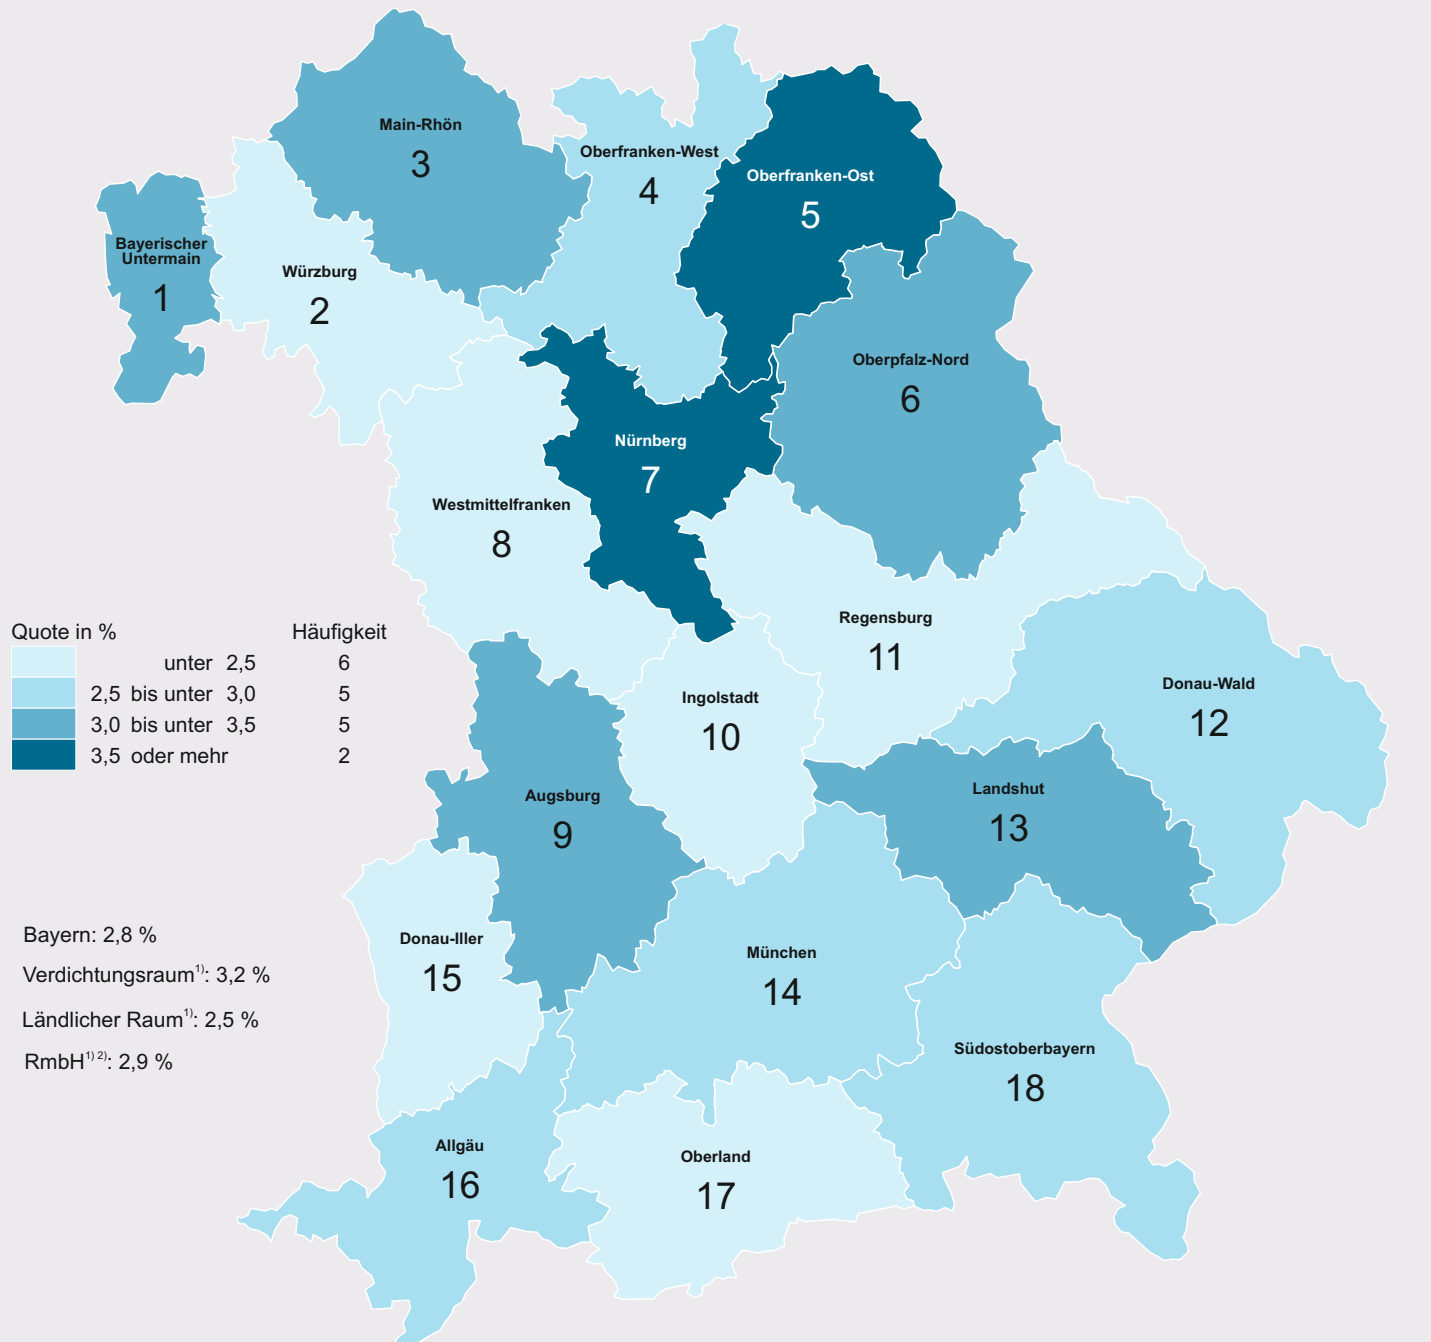 Main-Rhön
3
Oberfranken-West
4
Oberfranken-Ost
5
Bayerischer
Untermain
1
Würzburg
2
Oberpfalz-Nord
6
Nürnberg
7
Westmittelfranken
8
Regensburg
11
Quote in % Häufigkeit
unter 2,5 6
2,5 bis unter 3,0 5
3,0 bis unter 3,5 5
3,5 oder mehr 2
Ingolstadt
10
Donau-Wald
12
Augsburg
9
Landshut
13
Bayern: 2,8 %
Verdichtungsraum1): 3,2 %
Ländlicher Raum1): 2,5 %
RmbH1) 2): 2,9 %
Donau-Iller
15
München
14
Südostoberbayern
18
Allgäu
16
Oberland
17